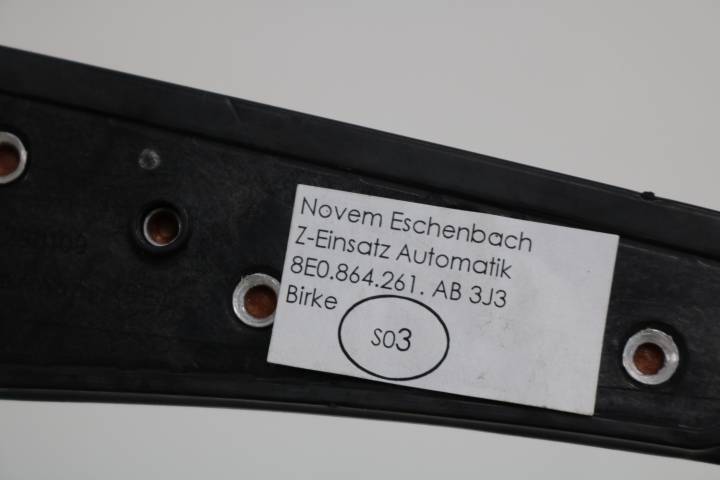 Novem Eschenbach
Z-Einsatz Automatik
8E0.864.261. AB 3J3
Birke
S03